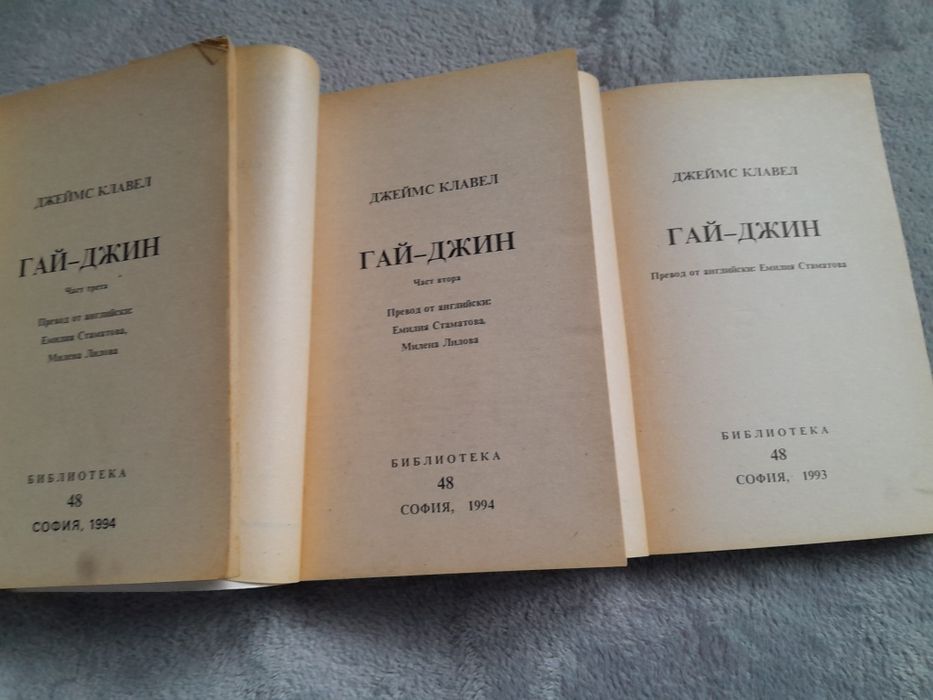 ДЖЕЙМС КЛАВЕЛ
ГАЙ–ДЖИН
Част трета
Превод от английски:
Емилия Стаматова,
Милена Лилова
БИБЛИОТЕКА
48
СОФИЯ, 1994
ДЖЕЙМС КЛАВЕЛ
ГАЙ–ДЖИН
Част втора
Превод от английски:
Емилия Стаматова,
Милена Лилова
БИБЛИОТЕКА
48
СОФИЯ, 1994
ДЖЕЙМС КЛАВЕЛ
ГАЙ–ДЖИН
Превод от английски: Емилия Стаматова
БИБЛИОТЕКА
48
СОФИЯ, 1993